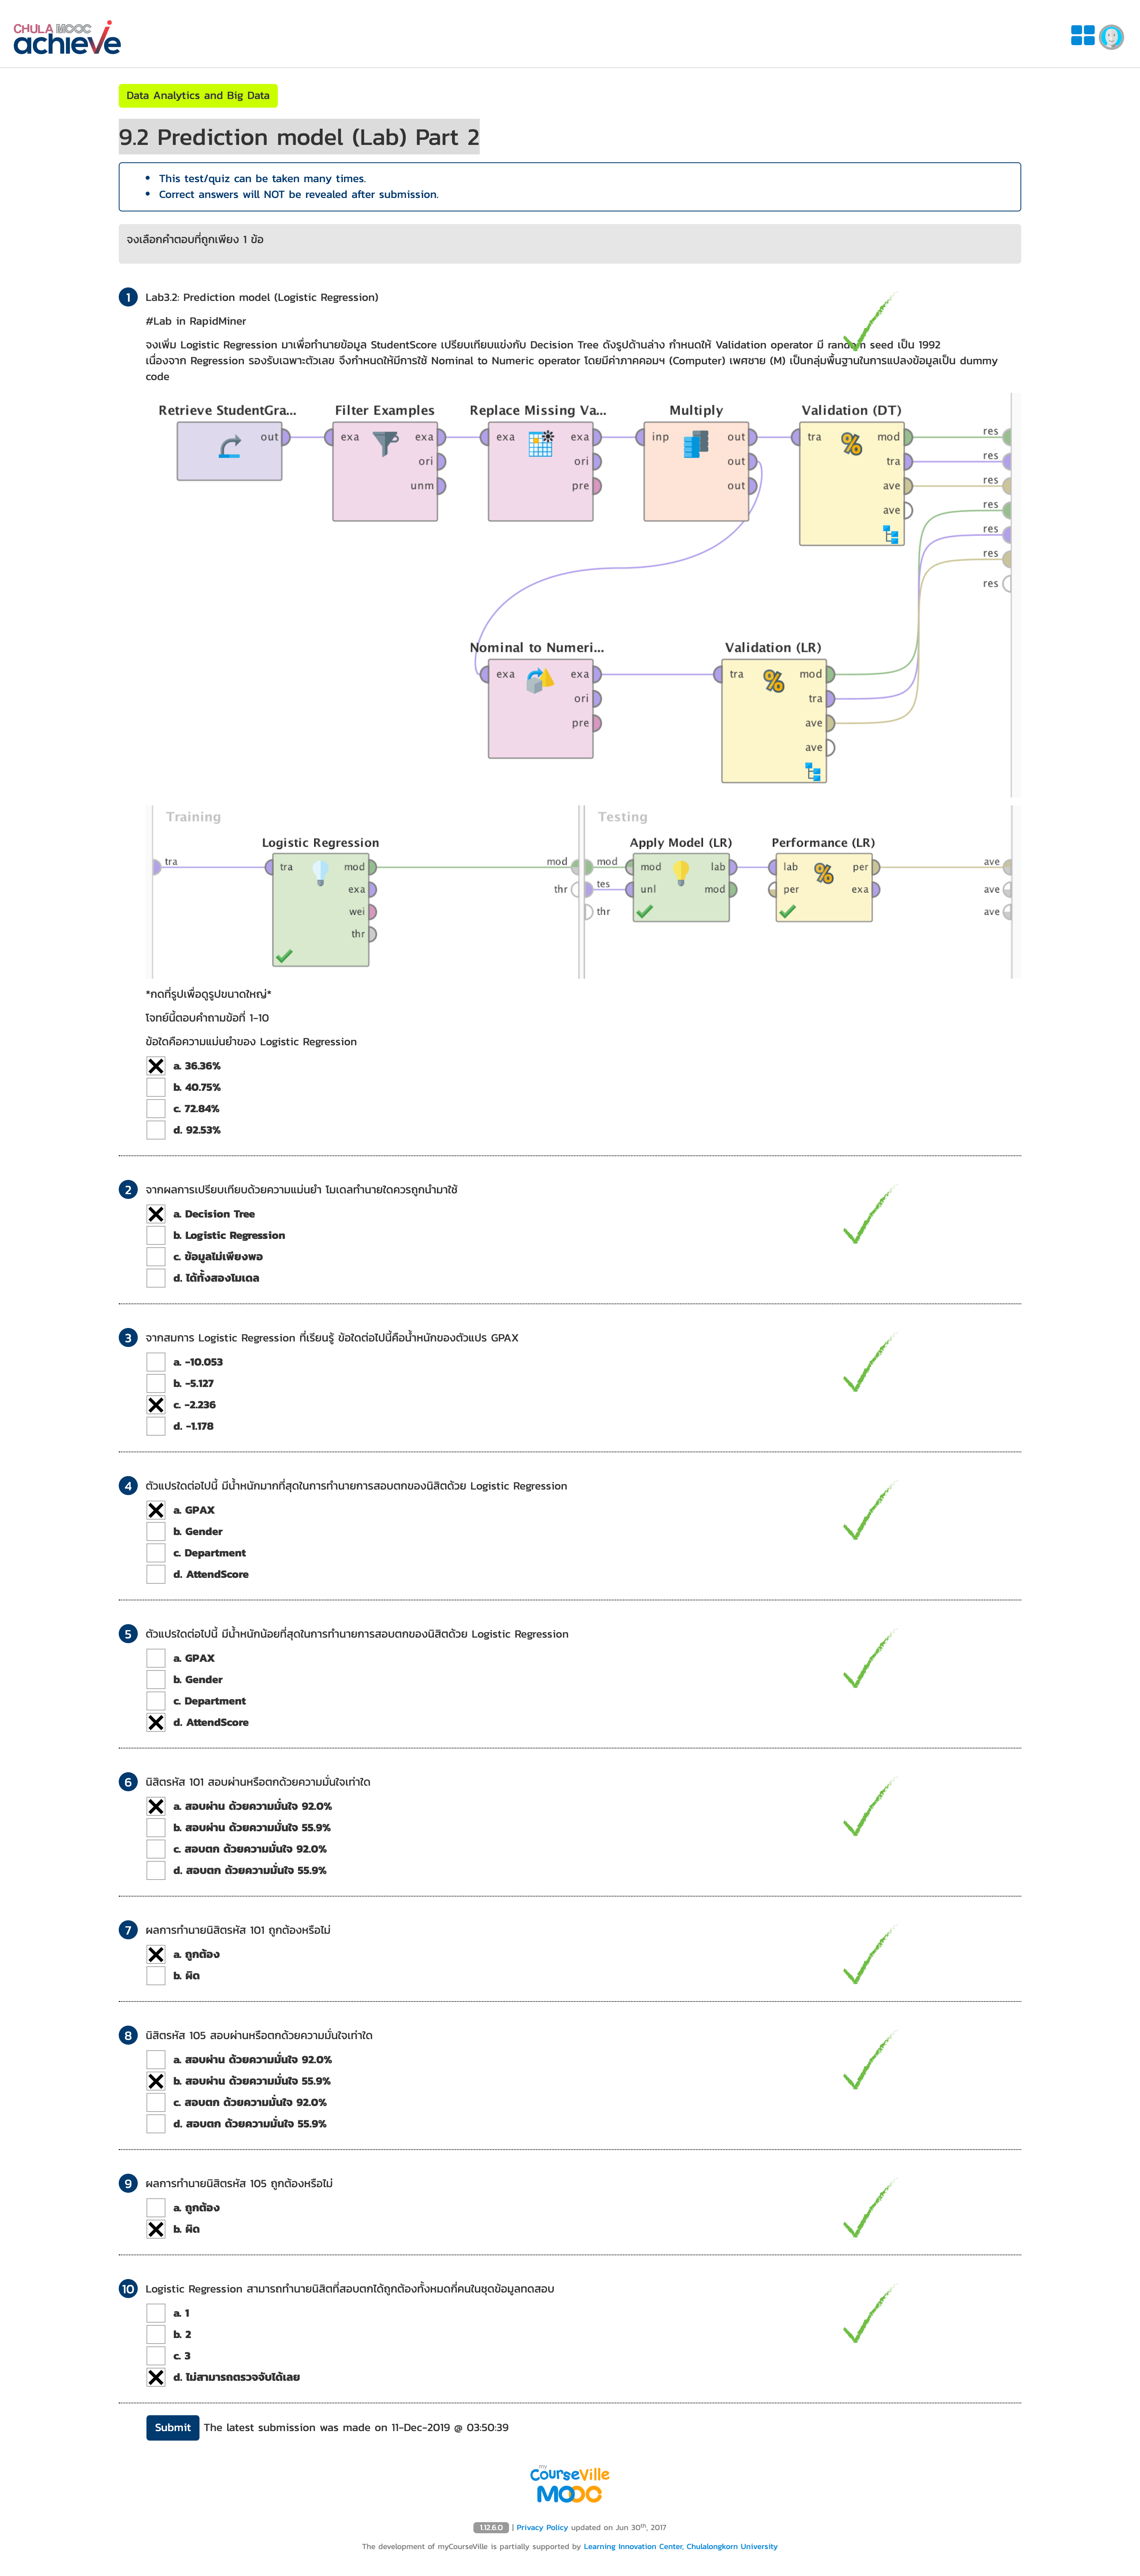 CHULA MOOC
achieve
Data Analytics and Big Data
9.2 Prediction model (Lab) Part 2
This test/quiz can be taken many times.
Correct answers will NOT be revealed after submission.
จงเลือกคำตอบที่ถูกเพียง 1 ข้อ
1 Lab3.2: Prediction model (Logistic Regression)
#Lab in RapidMiner
จงเพิ่ม Logistic Regression มาเพื่อทำนายข้อมูล StudentScore เปรียบเทียบแข่งกับ Decision Tree ดังรูปด้านล่าง กำหนดให้ Validation operator มี random seed เป็น 1992
เนื่องจาก Regression รองรับเฉพาะตัวเลข จึงกำหนดให้มีการใช้ Nominal to Numeric operator โดยมีค่าภาคคอมฯ (Computer) เพศชาย (M) เป็นกลุ่มพื้นฐานในการแปลงข้อมูลเป็น dummy
code
Retrieve StudentGra... Filter Examples Replace Missing Va... Multiply Validation (DT)
out exa exa exa exa inp out tra mod res
ori ori out tra res
unm pre out ave res
ave res
res
res
res
Nominal to Numeri... Validation (LR)
exa exa tra mod
ori tra
pre ave
ave
Training Testing
Logistic Regression Apply Model (LR) Performance (LR)
tra tra mod mod mod mod lab lab per ave
exa thr tes unl mod per exa ave
wei thr ave
thr
*กดที่รูปเพื่อดูรูปขนาดใหญ่*
โจทย์นี้ตอบคำถามข้อที่ 1-10
ข้อใดคือความแม่นยำของ Logistic Regression
a. 36.36%
b. 40.75%
c. 72.84%
d. 92.53%
2 จากผลการเปรียบเทียบด้วยความแม่นยำ โมเดลทำนายใดควรถูกนำมาใช้
a. Decision Tree
b. Logistic Regression
c. ข้อมูลไม่เพียงพอ
d. ได้ทั้งสองโมเดล
3 จากสมการ Logistic Regression ที่เรียนรู้ ข้อใดต่อไปนี้คือน้ำหนักของตัวแปร GPAX
a. -10.053
b. -5.127
c. -2.236
d. -1.178
4 ตัวแปรใดต่อไปนี้ มีน้ำหนักมากที่สุดในการทำนายการสอบตกของนิสิตด้วย Logistic Regression
a. GPAX
b. Gender
c. Department
d. AttendScore
5 ตัวแปรใดต่อไปนี้ มีน้ำหนักน้อยที่สุดในการทำนายการสอบตกของนิสิตด้วย Logistic Regression
a. GPAX
b. Gender
c. Department
d. AttendScore
6 นิสิตรหัส 101 สอบผ่านหรือตกด้วยความมั่นใจเท่าใด
a. สอบผ่าน ด้วยความมั่นใจ 92.0%
b. สอบผ่าน ด้วยความมั่นใจ 55.9%
c. สอบตก ด้วยความมั่นใจ 92.0%
d. สอบตก ด้วยความมั่นใจ 55.9%
7 ผลการทำนายนิสิตรหัส 101 ถูกต้องหรือไม่
a. ถูกต้อง
b. ผิด
8 นิสิตรหัส 105 สอบผ่านหรือตกด้วยความมั่นใจเท่าใด
a. สอบผ่าน ด้วยความมั่นใจ 92.0%
b. สอบผ่าน ด้วยความมั่นใจ 55.9%
c. สอบตก ด้วยความมั่นใจ 92.0%
d. สอบตก ด้วยความมั่นใจ 55.9%
9 ผลการทำนายนิสิตรหัส 105 ถูกต้องหรือไม่
a. ถูกต้อง
b. ผิด
10 Logistic Regression สามารถทำนายนิสิตที่สอบตกได้ถูกต้องทั้งหมดกี่คนในชุดข้อมูลทดสอบ
a. 1
b. 2
c. 3
d. ไม่สามารถตรวจจับได้เลย
Submit The latest submission was made on 11-Dec-2019 @ 03:50:39
my
CourseVille
MOOC
1.12.6.0 | Privacy Policy updated on Jun 30th, 2017
The development of myCourseVille is partially supported by Learning Innovation Center, Chulalongkorn University